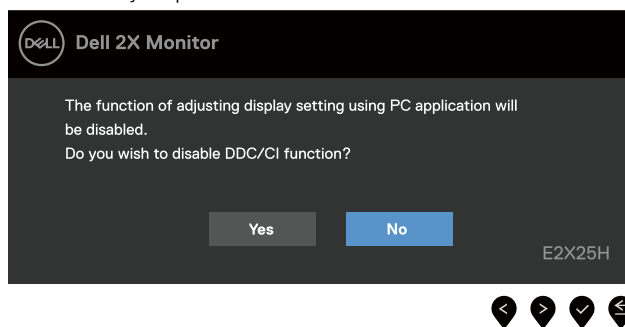 DELL
Dell 2X Monitor
The function of adjusting display setting using PC application will
be disabled.
Do you wish to disable DDC/CI function?
Yes
No
E2X25H